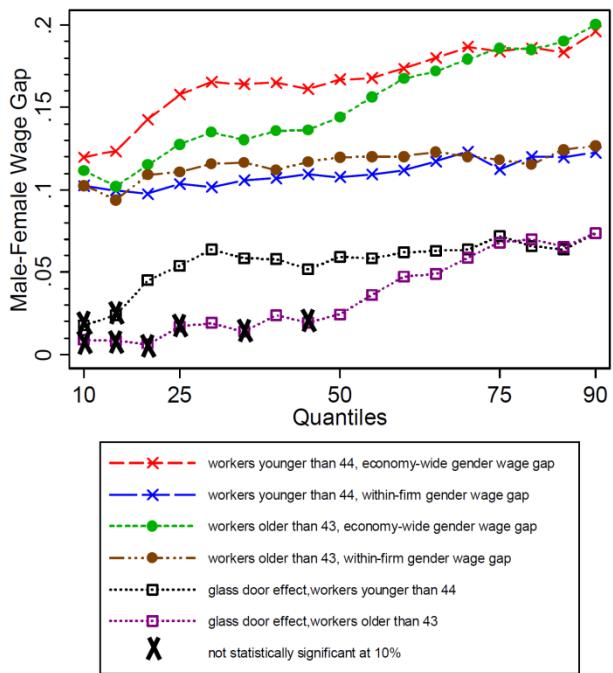 .2
.15
.1
.05
0
Male-Female Wage Gap
10 25 50 75 90
Quantiles
workers younger than 44, economy-wide gender wage gap
workers younger than 44, within-firm gender wage gap
workers older than 43, economy-wide gender wage gap
workers older than 43, within-firm gender wage gap
glass door effect,workers younger than 44
glass door effect,workers older than 43
not statistically significant at 10%